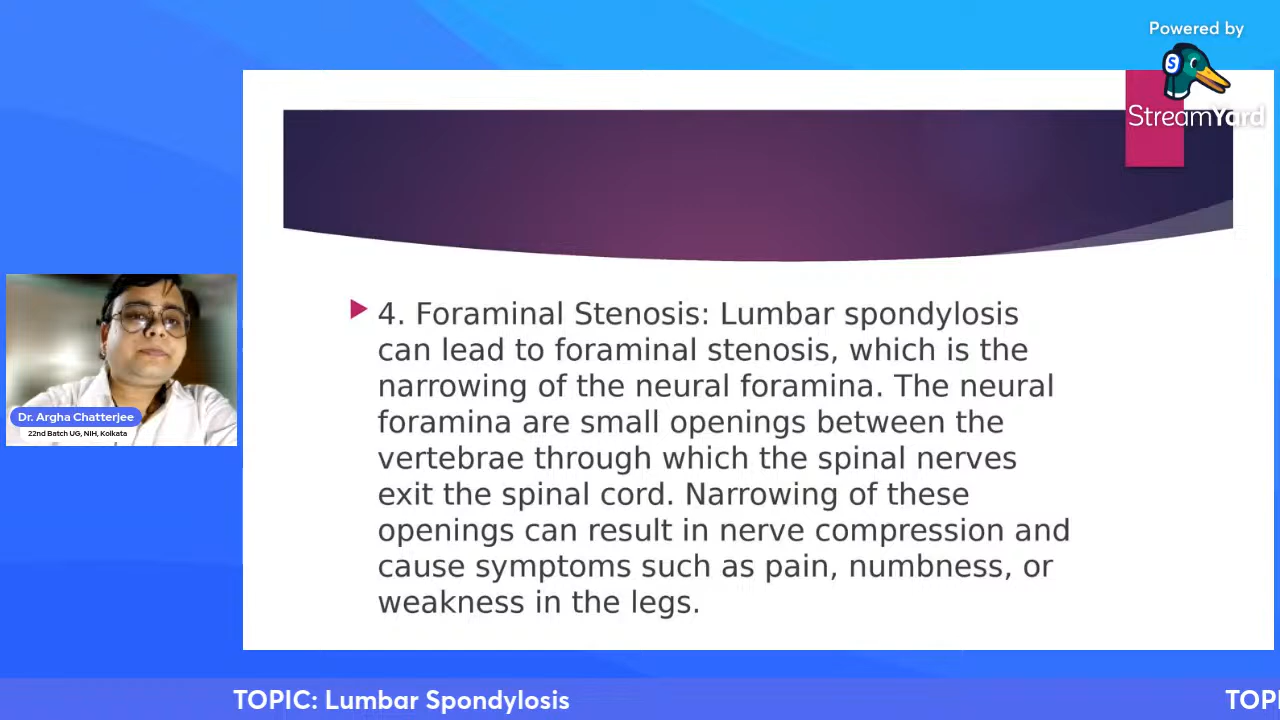 Powered by
StreamYard
4. Foraminal Stenosis: Lumbar spondylosis
can lead to foraminal stenosis, which is the
narrowing of the neural foramina. The neural
foramina are small openings between the
vertebrae through which the spinal nerves
exit the spinal cord. Narrowing of these
openings can result in nerve compression and
cause symptoms such as pain, numbness, or
weakness in the legs.
Dr. Argha Chatterjee
22nd Batch UG, NIH, Kolkata
TOPIC: Lumbar Spondylosis
TOPI